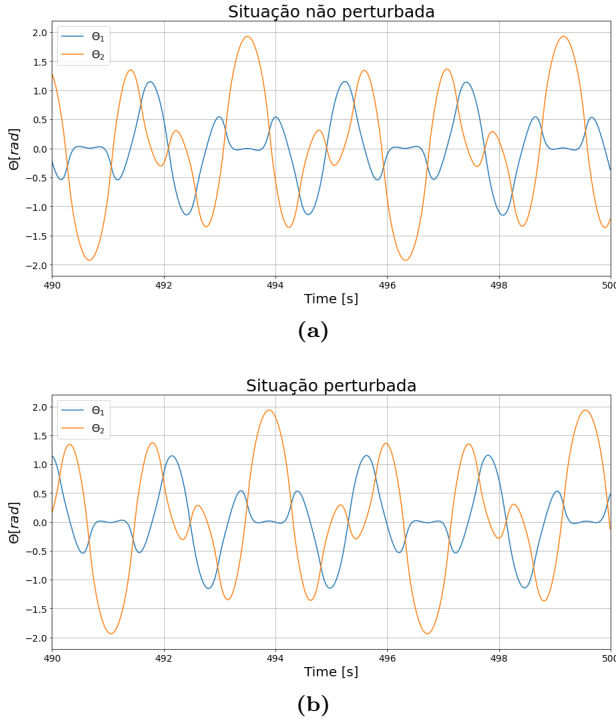 Situação não perturbada
Θ₁
Θ₂
Θ[rad]
2.0
1.5
1.0
0.5
0.0
−0.5
−1.0
−1.5
−2.0
490 492 494 496 498 500
Time [s]
(a)
Situação perturbada
Θ₁
Θ₂
Θ[rad]
2.0
1.5
1.0
0.5
0.0
−0.5
−1.0
−1.5
−2.0
490 492 494 496 498 500
Time [s]
(b)